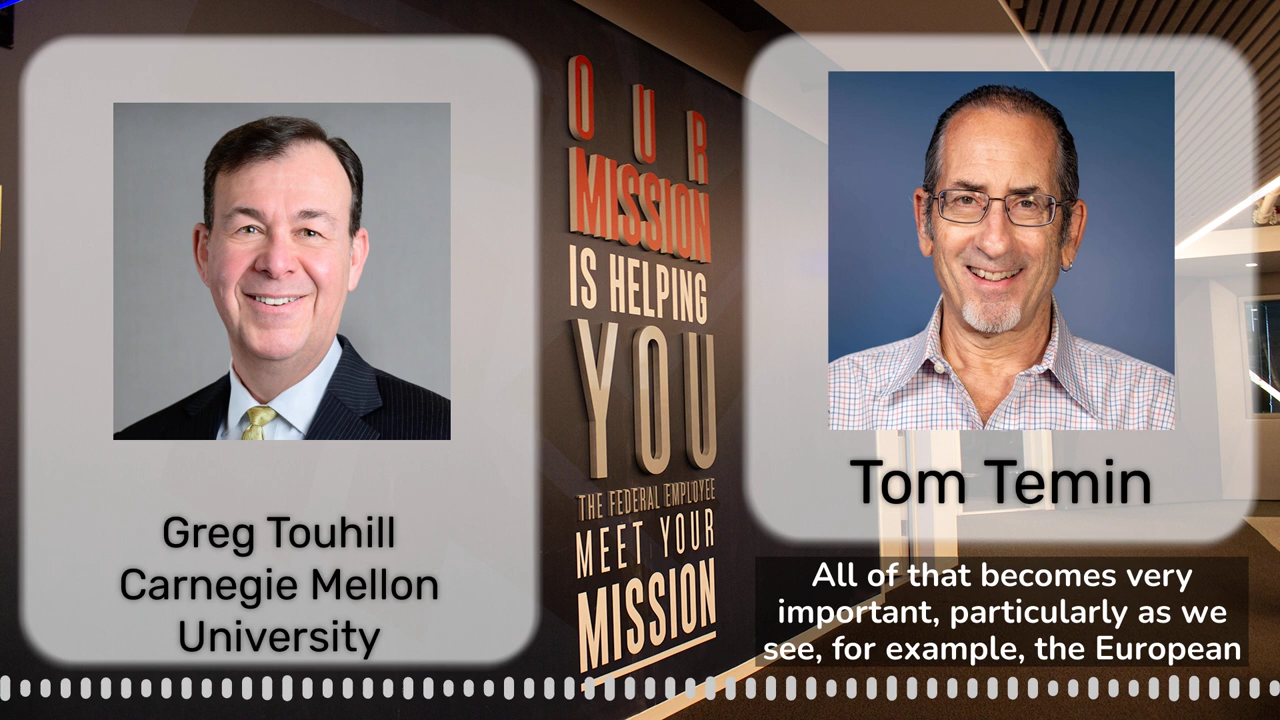 Greg Touhill
Carnegie Mellon
University
OUR
MISSION
IS HELPING
YOU
THE FEDERAL EMPLOYEE
MEET YOUR
MISSION
Tom Temin
All of that becomes very
important, particularly as we
see, for example, the European